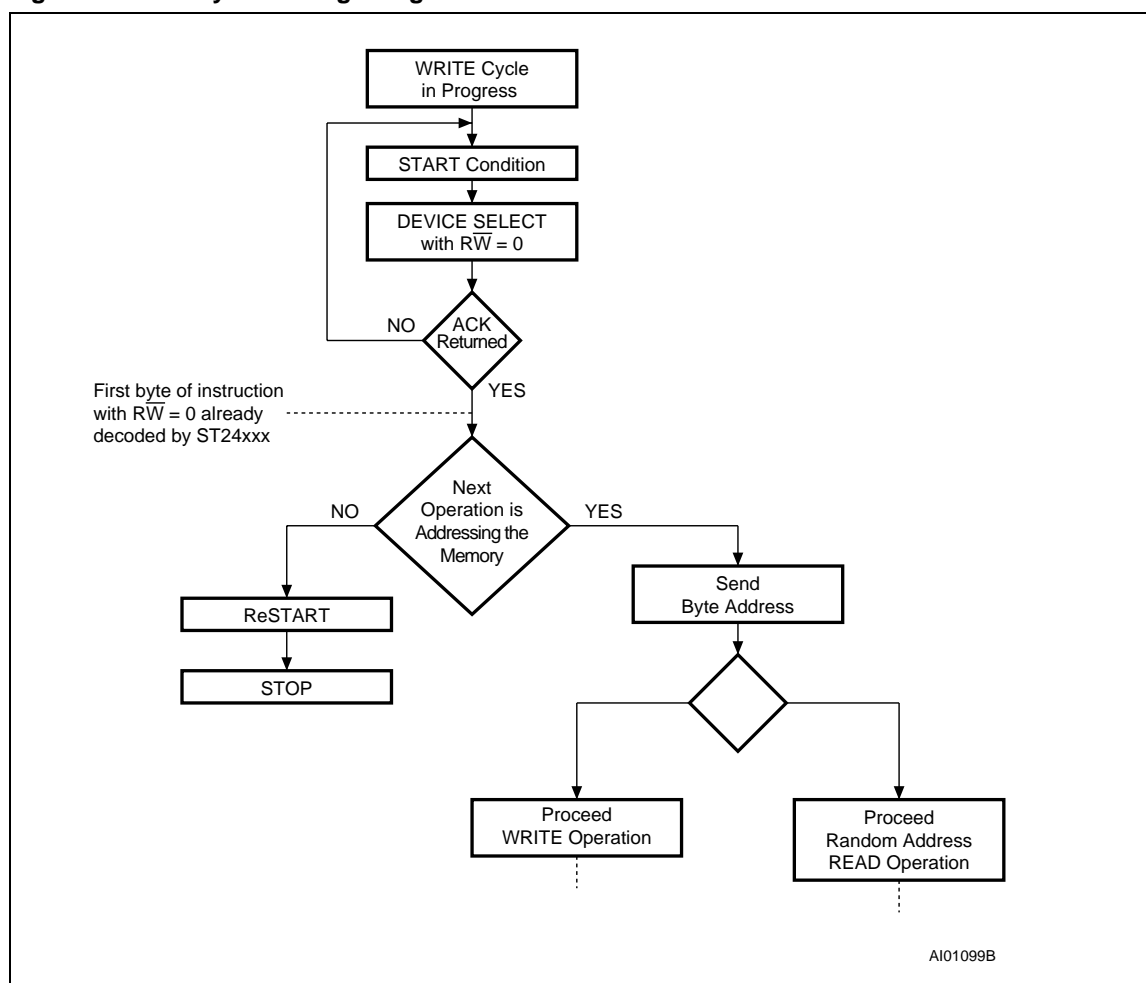 WRITE Cycle
in Progress
START Condition
DEVICE SELECT
with RW̅ = 0
NO
ACK
Returned
YES
First byte of instruction
with RW̅ = 0 already
decoded by ST24xxx
Next
Operation is
Addressing the
Memory
NO
YES
Send
Byte Address
ReSTART
STOP
Proceed
WRITE Operation
Proceed
Random Address
READ Operation
AI01099B